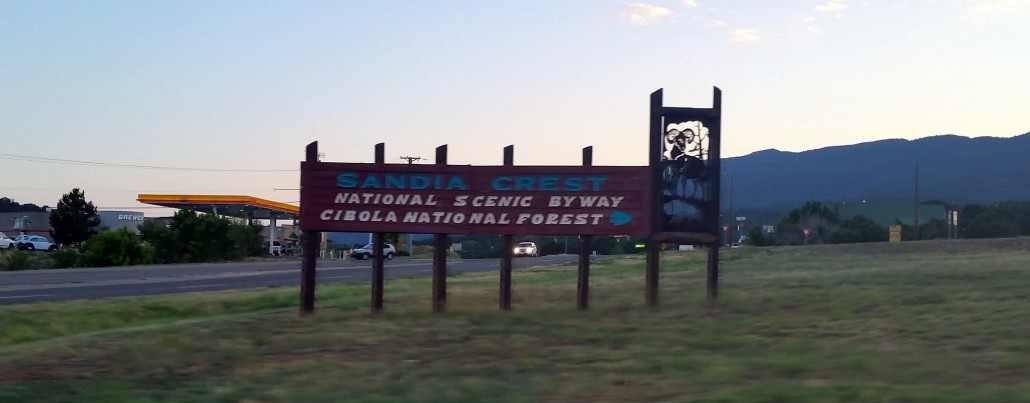 SANDIA CREST
NATIONAL SCENIC BYWAY
CIBOLA NATIONAL FOREST